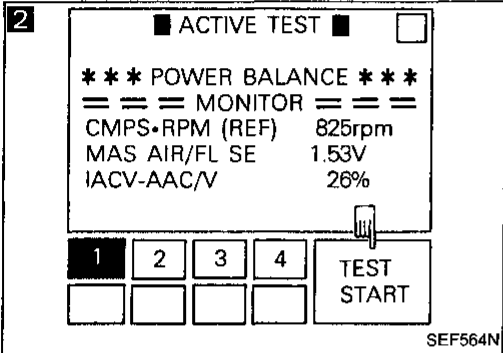 2
■ ACTIVE TEST ■
✱ ✱ ✱ POWER BALANCE ✱ ✱ ✱
= = = MONITOR = = =
CMPS•RPM (REF) 825rpm
MAS AIR/FL SE 1.53V
IACV-AAC/V 26%
1 2 3 4 TEST
START
SEF564N